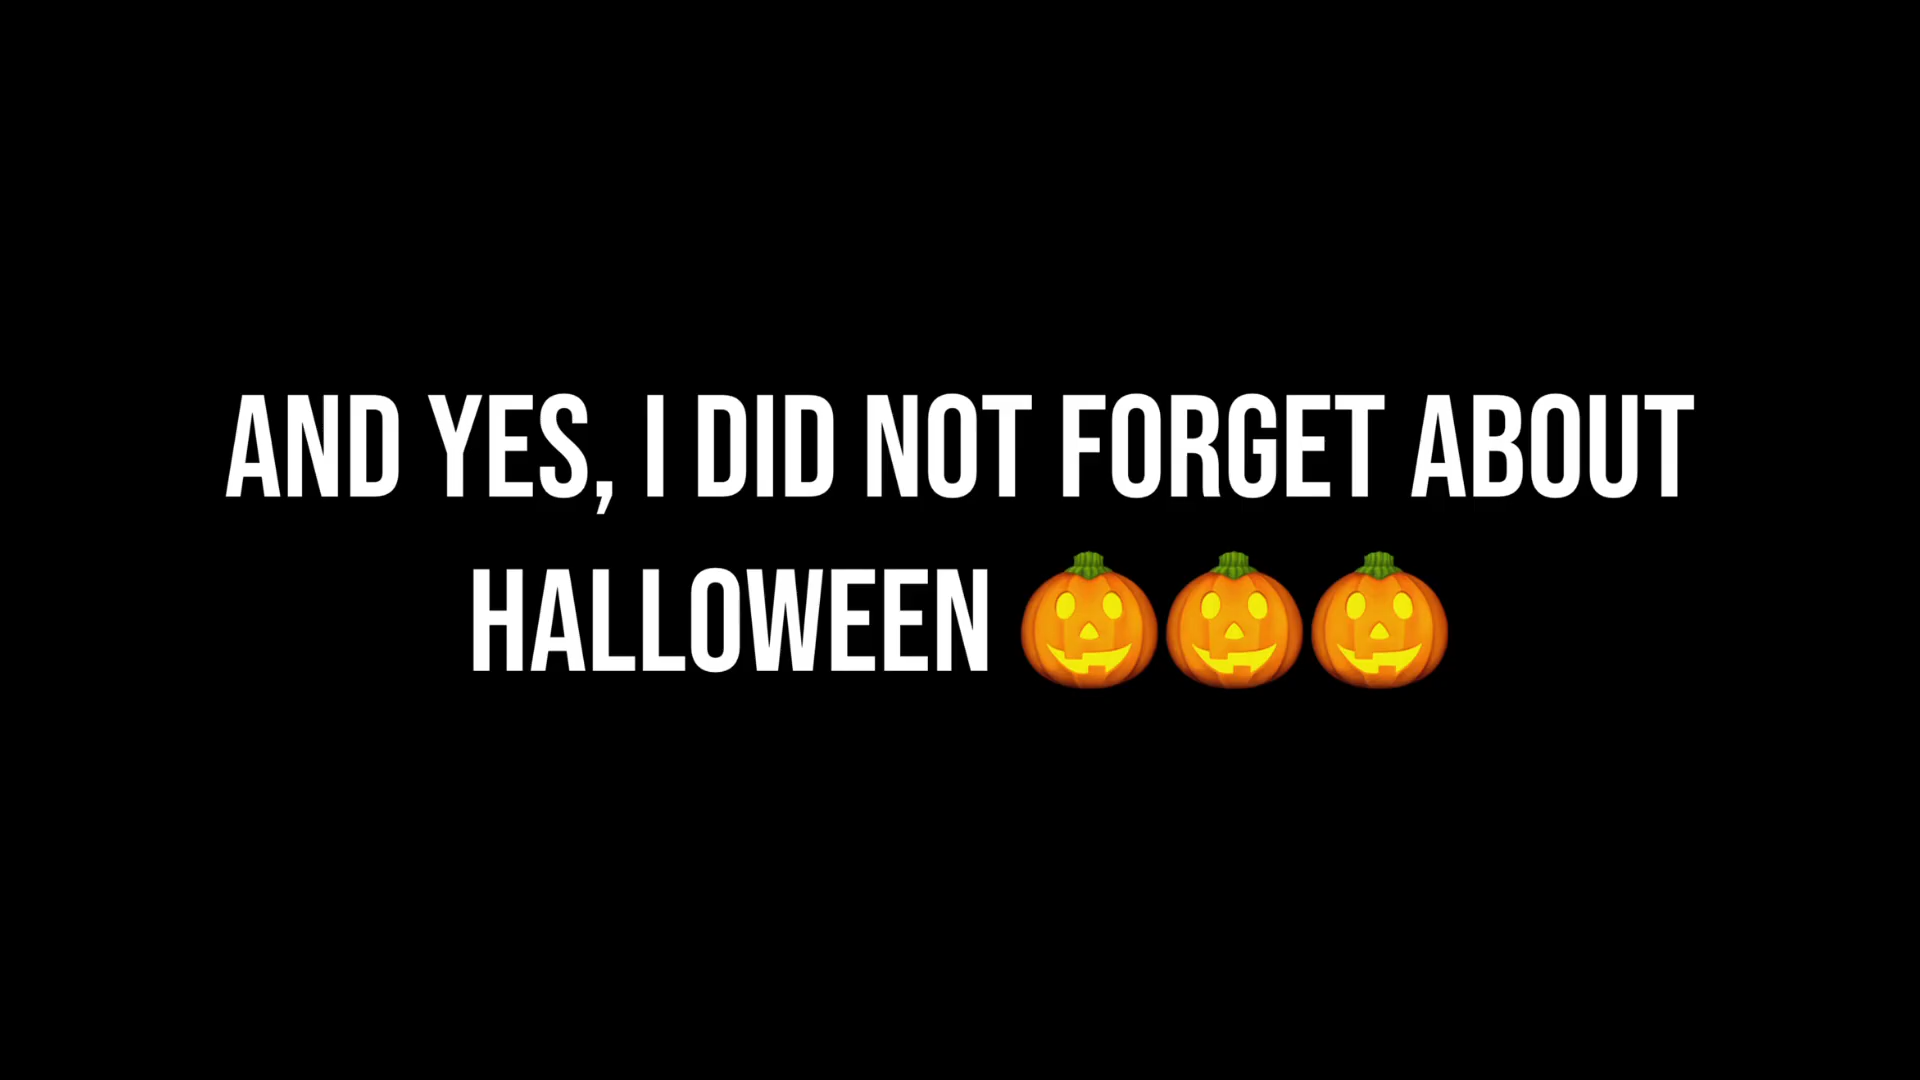 AND YES, I DID NOT FORGET ABOUT
HALLOWEEN 🎃🎃🎃